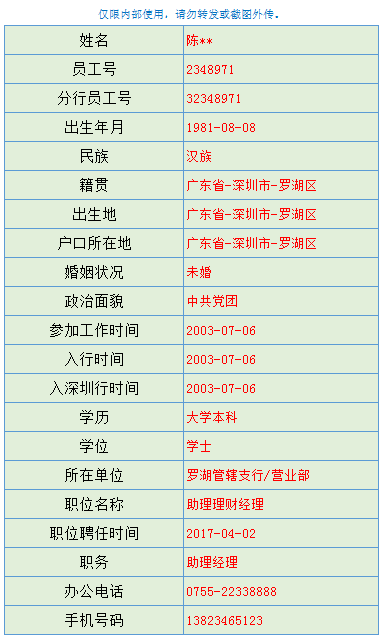 仅限内部使用，请勿转发或截图外传。
姓名 陈**
员工号 2348971
分行员工号 32348971
出生年月 1981-08-08
民族 汉族
籍贯 广东省-深圳市-罗湖区
出生地 广东省-深圳市-罗湖区
户口所在地 广东省-深圳市-罗湖区
婚姻状况 未婚
政治面貌 中共党团
参加工作时间 2003-07-06
入行时间 2003-07-06
入深圳行时间 2003-07-06
学历 大学本科
学位 学士
所在单位 罗湖管辖支行/营业部
职位名称 助理理财经理
职位聘任时间 2017-04-02
职务 助理经理
办公电话 0755-22338888
手机号码 13823465123